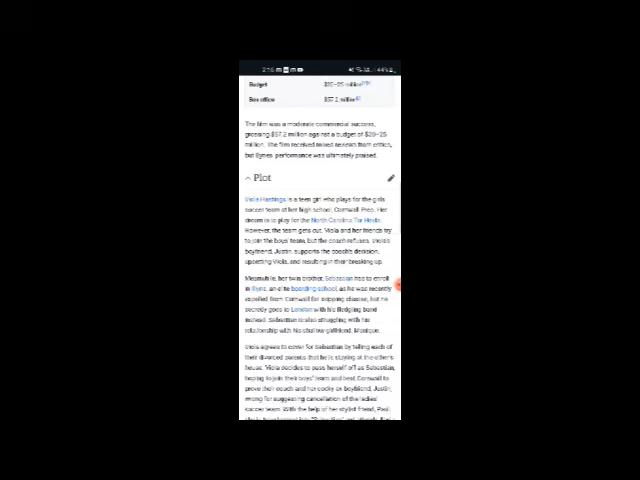 2:16
Budget $20–25 million
Box office $57.2 million
The film was a moderate commercial success,
grossing $57.2 million against a budget of $20–25
million. The film received mixed reviews from critics,
but Bynes' performance was ultimately praised.
Plot
Viola Hastings is a teen girl who plays for the girls
soccer team at her high school, Cornwall Prep. Her
dream is to play for the North Carolina Tar Heels.
However, the team gets cut. Viola and her friends try
to join the boys' team, but the coach refuses. Viola's
boyfriend, Justin, supports the coach's decision,
upsetting Viola, and resulting in their breaking up.
Meanwhile, her twin brother, Sebastian has to enroll
in Illyria, an elite boarding school, as he was recently
expelled from Cornwall for skipping classes, but he
secretly goes to London with his fledgling band
instead. Sebastian is also struggling with his
relationship with his shallow girlfriend, Monique.
Viola agrees to cover for Sebastian by telling each of
their divorced parents that he is staying at the other's
house. Viola decides to pass herself off as Sebastian,
hoping to join their boys' team and beat Cornwall to
prove their coach and her cocky ex boyfriend, Justin,
wrong for suggesting cancellation of the ladies'
soccer team. With the help of her stylist friend, Paul,